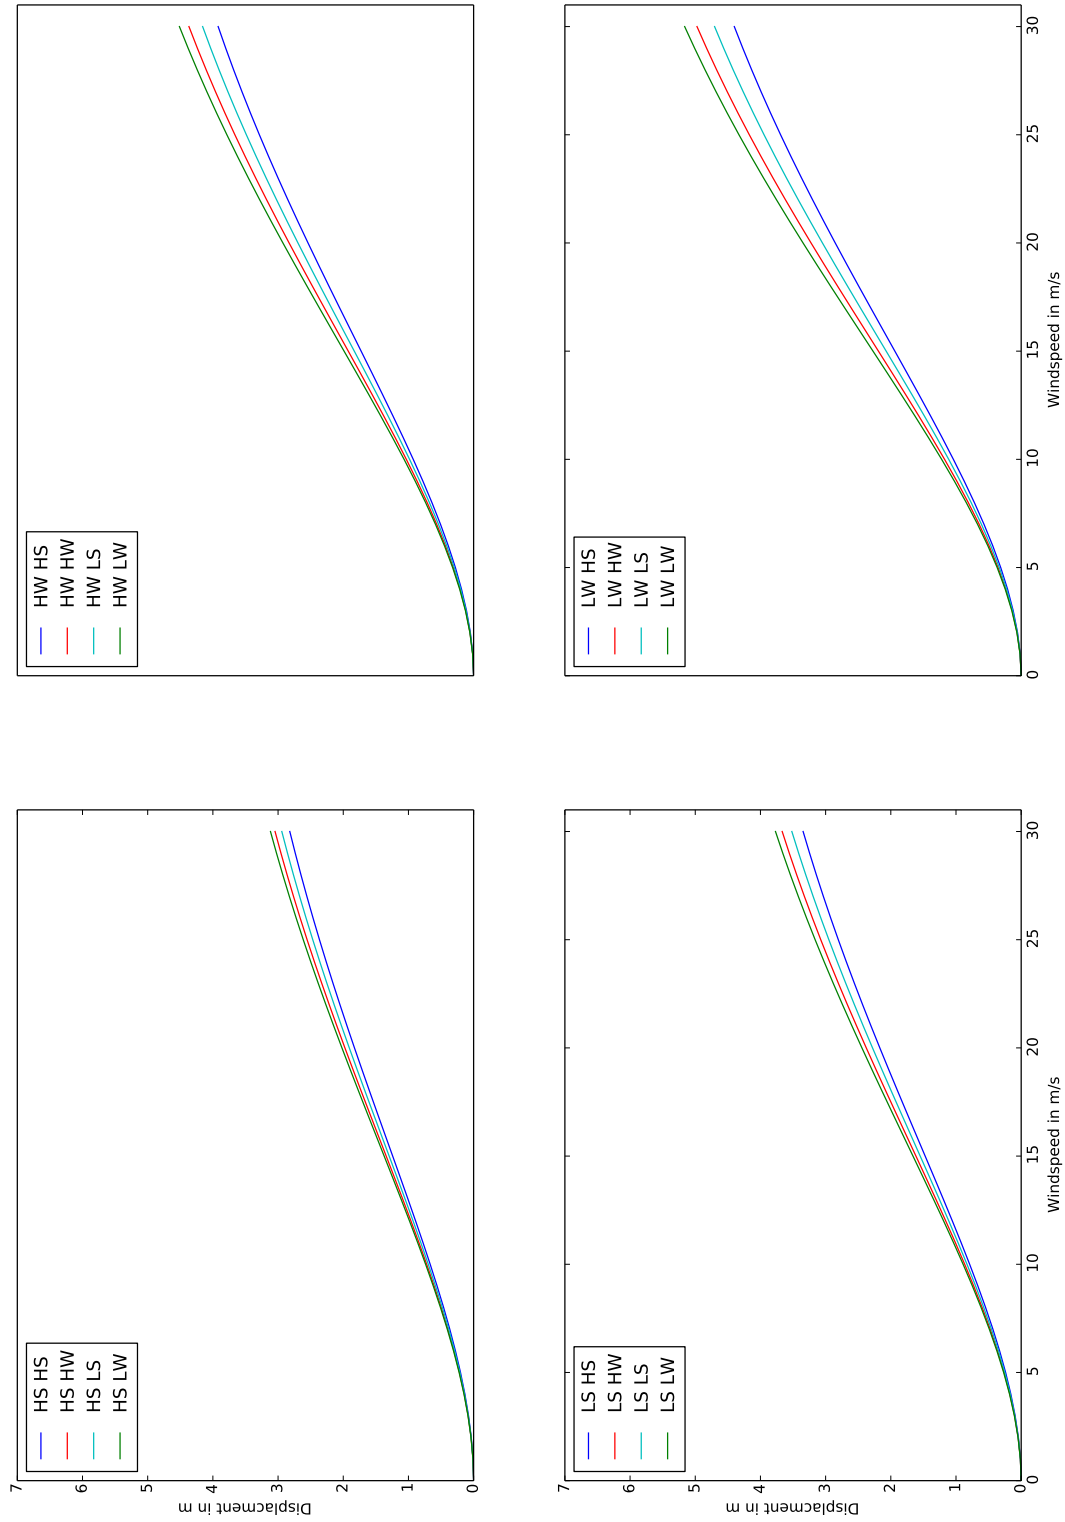 HS HS
HS HW
HS LS
HS LW
7
6
5
4
3
2
1
0
Displacment in m
HW HS
HW HW
HW LS
HW LW
LS HS
LS HW
LS LS
LS LW
7
6
5
4
3
2
1
0
Displacment in m
0 5 10 15 20 25 30
Windspeed in m/s
LW HS
LW HW
LW LS
LW LW
0 5 10 15 20 25 30
Windspeed in m/s